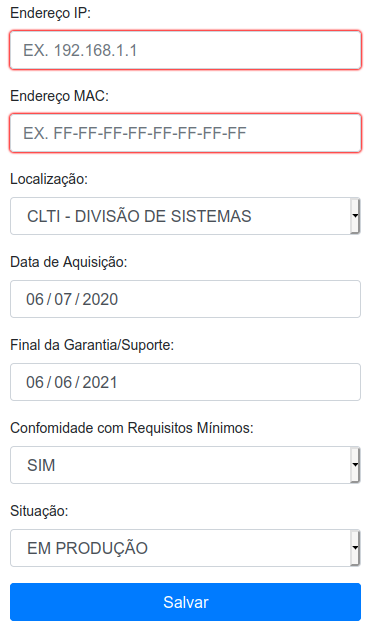 Endereço IP:
EX. 192.168.1.1
Endereço MAC:
EX. FF-FF-FF-FF-FF-FF-FF-FF
Localização:
CLTI - DIVISÃO DE SISTEMAS
Data de Aquisição:
06/07/2020
Final da Garantia/Suporte:
06/06/2021
Confomidade com Requisitos Mínimos:
SIM
Situação:
EM PRODUÇÃO
Salvar